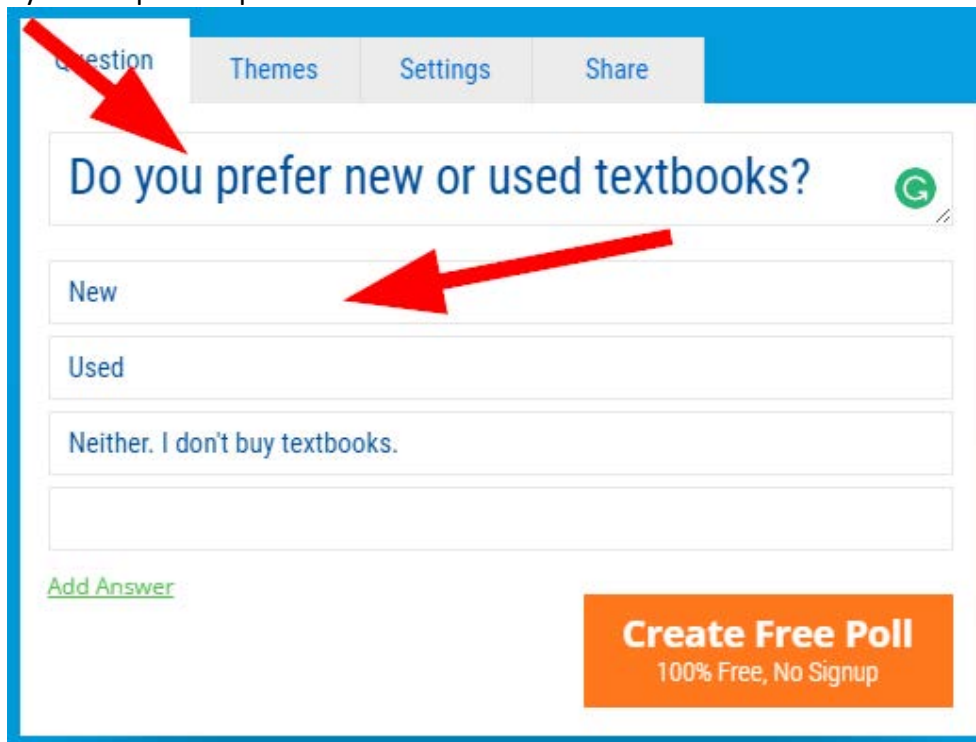 Question
Themes
Settings
Share
Do you prefer new or used textbooks?
New
Used
Neither. I don't buy textbooks.
Add Answer
Create Free Poll
100% Free, No Signup